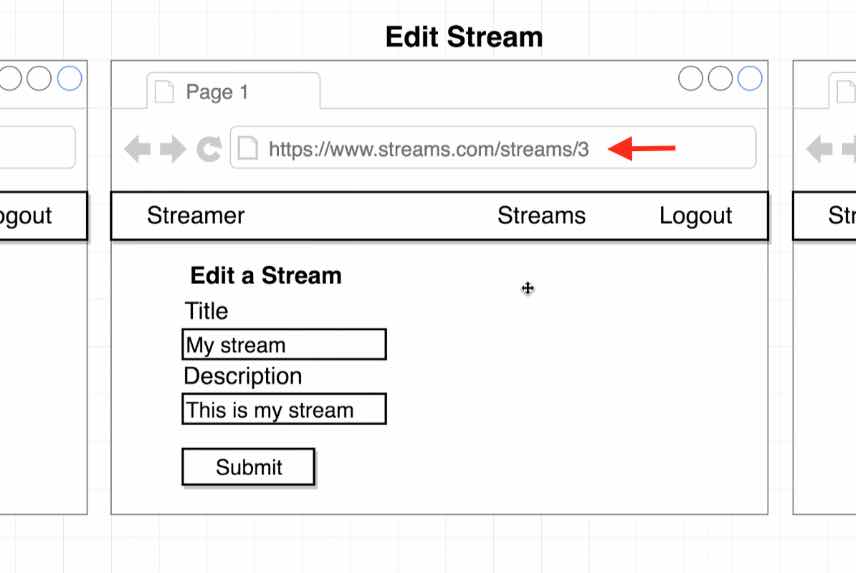 Edit Stream
Page 1
https://www.streams.com/streams/3
ogout
Streamer Streams Logout
Str
Edit a Stream
Title
My stream
Description
This is my stream
Submit